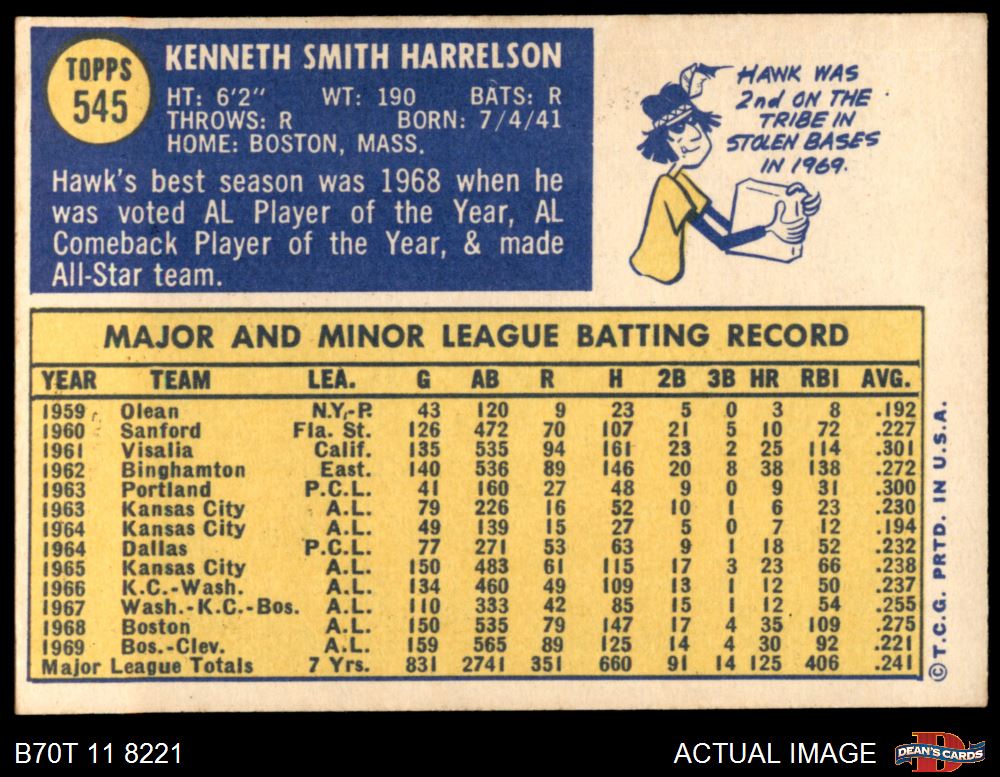 TOPPS
545
KENNETH SMITH HARRELSON
HT: 6'2" WT: 190 BATS: R
THROWS: R BORN: 7/4/41
HOME: BOSTON, MASS.
Hawk's best season was 1968 when he
was voted AL Player of the Year, AL
Comeback Player of the Year, & made
All-Star team.
HAWK WAS
2nd ON THE
TRIBE IN
STOLEN BASES
IN 1969.
MAJOR AND MINOR LEAGUE BATTING RECORD
YEAR TEAM LEA. G AB R H 2B 3B HR RBI AVG.
1959 Olean N.Y.-P. 43 120 9 23 5 0 3 8 .192
1960 Sanford Fla. St. 126 472 70 107 21 5 10 72 .227
1961 Visalia Calif. 135 535 94 161 23 2 25 114 .301
1962 Binghamton East. 140 536 89 146 20 8 38 138 .272
1963 Portland P.C.L. 41 160 27 48 9 0 9 31 .300
1963 Kansas City A.L. 79 226 16 52 10 1 6 23 .230
1964 Kansas City A.L. 49 139 15 27 5 0 7 12 .194
1964 Dallas P.C.L. 77 271 53 63 9 1 18 52 .232
1965 Kansas City A.L. 150 483 61 115 17 3 23 66 .238
1966 K.C.-Wash. A.L. 134 460 49 109 13 1 12 50 .237
1967 Wash.-K.C.-Bos. A.L. 110 333 42 85 15 1 12 54 .255
1968 Boston A.L. 150 535 79 147 17 4 35 109 .275
1969 Bos.-Clev. A.L. 159 565 89 125 14 4 30 92 .221
Major League Totals 7 Yrs. 831 2741 351 660 91 14 125 406 .241
© T.C.G. PRTD. IN U.S.A.
B70T 11 8221
ACTUAL IMAGE
DEAN'S CARDS